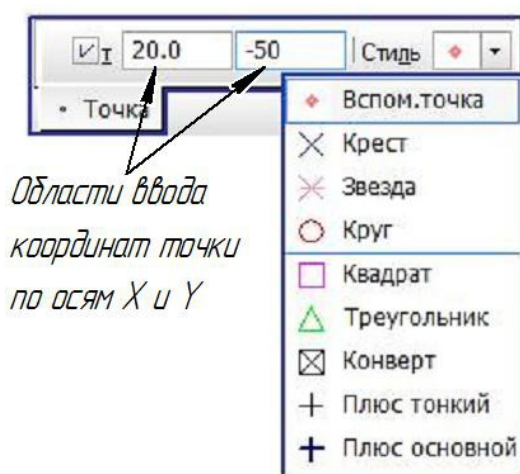 т 20.0 -50 Стиль
Точка
Вспом.точка
Крест
Звезда
Круг
Квадрат
Треугольник
Конверт
Плюс тонкий
Плюс основной
Области ввода
координат точки
по осям X и Y